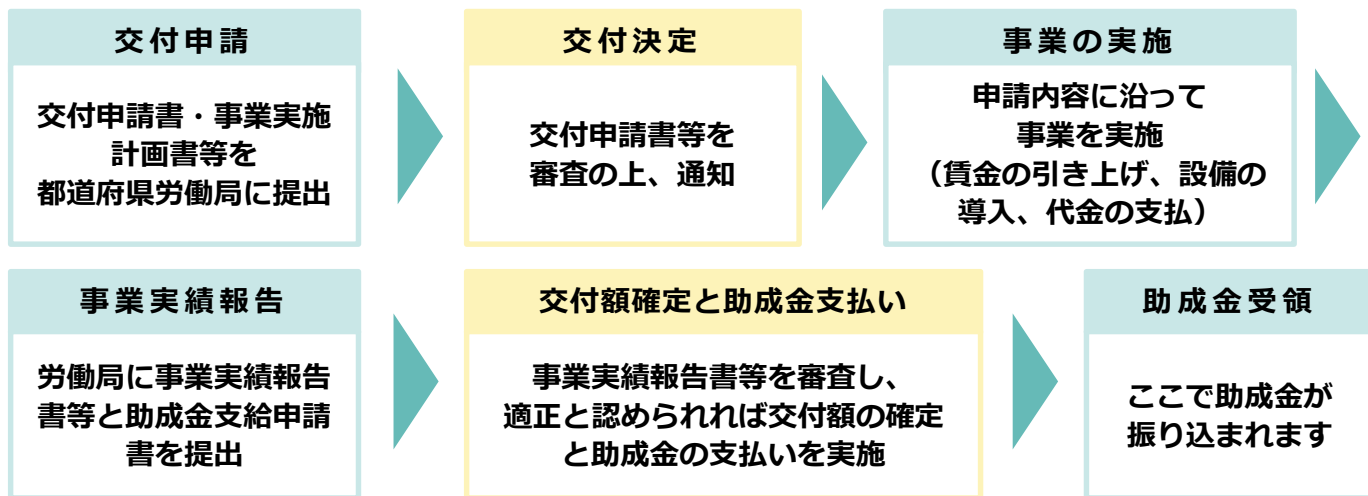 交付申請
交付申請書・事業実施
計画書等を
都道府県労働局に提出
交付決定
交付申請書等を
審査の上、通知
事業の実施
申請内容に沿って
事業を実施
（賃金の引き上げ、設備の
導入、代金の支払）
事業実績報告
労働局に事業実績報告
書等と助成金支給申請
書を提出
交付額確定と助成金支払い
事業実績報告書等を審査し、
適正と認められれば交付額の確定
と助成金の支払いを実施
助成金受領
ここで助成金が
振り込まれます